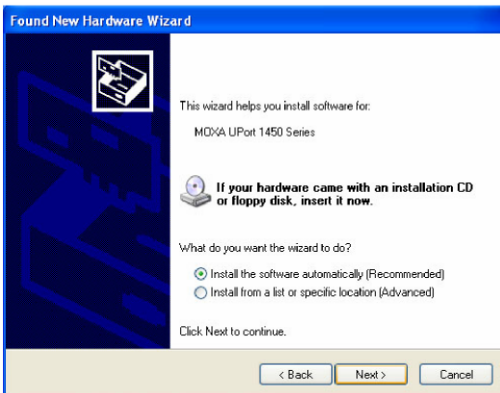 Found New Hardware Wizard
This wizard helps you install software for:
MOXA UPort 1450 Series
If your hardware came with an installation CD
or floppy disk, insert it now.
What do you want the wizard to do?
Install the software automatically (Recommended)
Install from a list or specific location (Advanced)
Click Next to continue.
< Back
Next >
Cancel